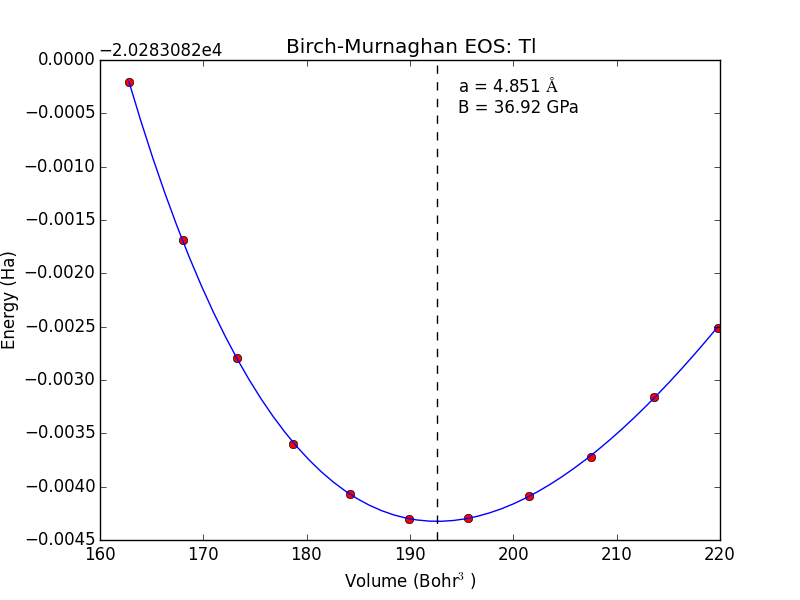 Birch-Murnaghan EOS: Tl
−2.0283082e4
a = 4.851 Å
B = 36.92 GPa
0.0000
−0.0005
−0.0010
−0.0015
−0.0020
−0.0025
−0.0030
−0.0035
−0.0040
−0.0045
Energy (Ha)
160 170 180 190 200 210 220
Volume (Bohr³ )